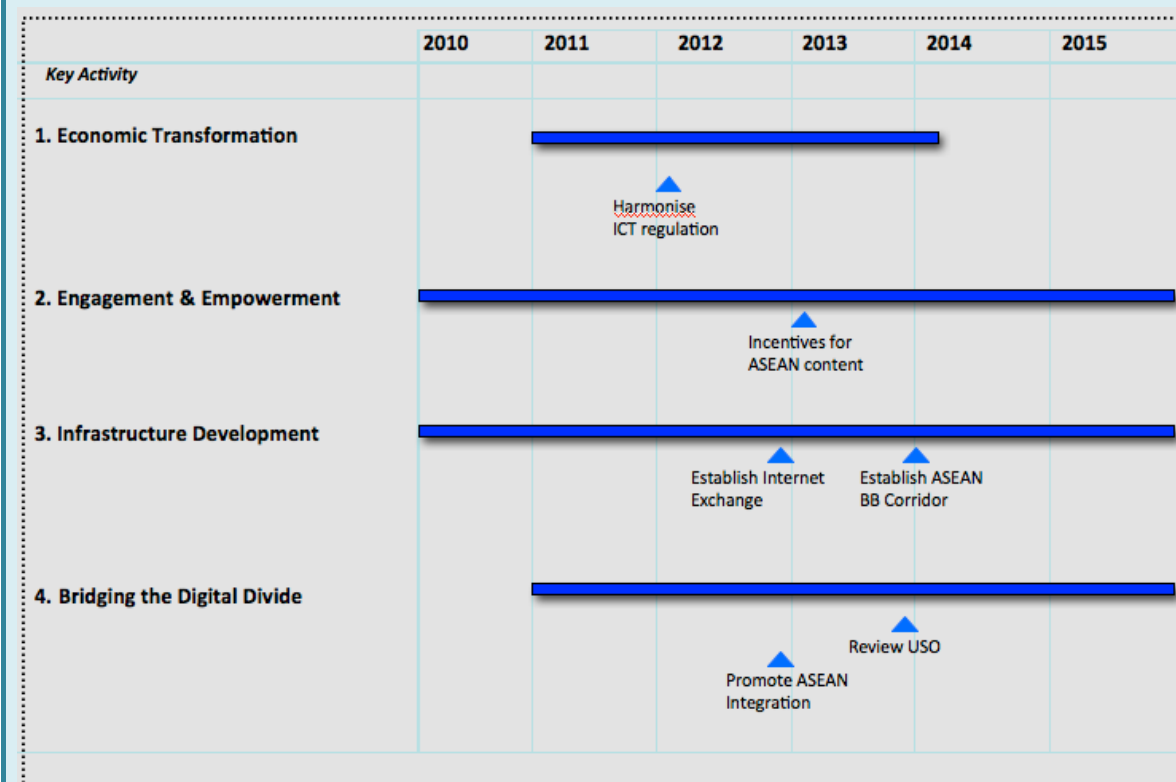 2010 2011 2012 2013 2014 2015
Key Activity
1. Economic Transformation
Harmonise
ICT regulation
2. Engagement & Empowerment
Incentives for
ASEAN content
3. Infrastructure Development
Establish Internet
Exchange
Establish ASEAN
BB Corridor
4. Bridging the Digital Divide
Review USO
Promote ASEAN
Integration